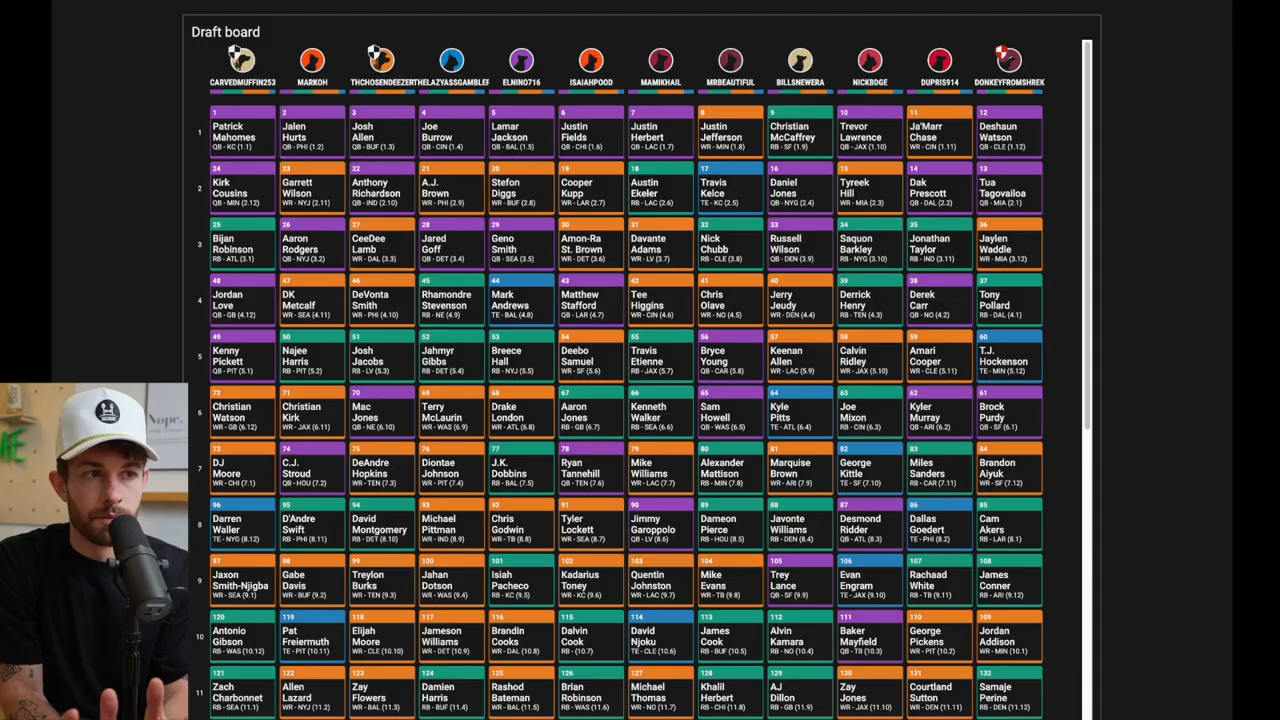 Draft board
CARVEDMUFFIN253 MARKOH THCHOSENDEEZER THELAZYASSGAMBLER ELNINO716 ISAIAHPOOD MAMIKHAIL MRBEAUTIFUL BILLSNEWERA NICKBDGE DUPRIS914 DONKEYFROMSHREK
1 2 3 4 5 6 7 8 9 10 11 12
1
Patrick Jalen Josh Joe Lamar Justin Justin Justin Christian Trevor Ja'Marr Deshaun
Mahomes Hurts Allen Burrow Jackson Fields Herbert Jefferson McCaffrey Lawrence Chase Watson
QB - KC (1.1) QB - PHI (1.2) QB - BUF (1.3) QB - CIN (1.4) QB - BAL (1.5) QB - CHI (1.6) QB - LAC (1.7) WR - MIN (1.8) RB - SF (1.9) QB - JAX (1.10) WR - CIN (1.11) QB - CLE (1.12)
24 23 22 21 20 19 18 17 16 15 14 13
2
Kirk Garrett Anthony A.J. Stefon Cooper Austin Travis Daniel Tyreek Dak Tua
Cousins Wilson Richardson Brown Diggs Kupp Ekeler Kelce Jones Hill Prescott Tagovailoa
QB - MIN (2.12) WR - NYJ (2.11) QB - IND (2.10) WR - PHI (2.9) WR - BUF (2.8) WR - LAR (2.7) RB - LAC (2.6) TE - KC (2.5) QB - NYG (2.4) WR - MIA (2.3) QB - DAL (2.2) QB - MIA (2.1)
25 26 27 28 29 30 31 32 33 34 35 36
3
Bijan Aaron CeeDee Jared Geno Amon-Ra Davante Nick Russell Saquon Jonathan Jaylen
Robinson Rodgers Lamb Goff Smith St. Brown Adams Chubb Wilson Barkley Taylor Waddle
RB - ATL (3.1) QB - NYJ (3.2) WR - DAL (3.3) QB - DET (3.4) QB - SEA (3.5) WR - DET (3.6) WR - LV (3.7) RB - CLE (3.8) QB - DEN (3.9) RB - NYG (3.10) RB - IND (3.11) WR - MIA (3.12)
48 47 46 45 44 43 42 41 40 39 38 37
4
Jordan DK DeVonta Rhamondre Mark Matthew Tee Chris Jerry Derrick Derek Tony
Love Metcalf Smith Stevenson Andrews Stafford Higgins Olave Jeudy Henry Carr Pollard
QB - GB (4.12) WR - SEA (4.11) WR - PHI (4.10) RB - NE (4.9) TE - BAL (4.8) QB - LAR (4.7) WR - CIN (4.6) WR - NO (4.5) WR - DEN (4.4) RB - TEN (4.3) QB - NO (4.2) RB - DAL (4.1)
49 50 51 52 53 54 55 56 57 58 59 60
5
Kenny Najee Josh Jahmyr Breece Deebo Travis Bryce Keenan Calvin Amari T.J.
Pickett Harris Jacobs Gibbs Hall Samuel Etienne Young Allen Ridley Cooper Hockenson
QB - PIT (5.1) RB - PIT (5.2) RB - LV (5.3) RB - DET (5.4) RB - NYJ (5.5) WR - SF (5.6) RB - JAX (5.7) QB - CAR (5.8) WR - LAC (5.9) WR - JAX (5.10) WR - CLE (5.11) TE - MIN (5.12)
72 71 70 69 68 67 66 65 64 63 62 61
6
Christian Christian Mac Terry Drake Aaron Kenneth Sam Kyle Joe Kyler Brock
Watson Kirk Jones McLaurin London Jones Walker Howell Pitts Mixon Murray Purdy
WR - GB (6.12) WR - JAX (6.11) QB - NE (6.10) WR - WAS (6.9) WR - ATL (6.8) RB - GB (6.7) RB - SEA (6.6) QB - WAS (6.5) TE - ATL (6.4) RB - CIN (6.3) QB - ARI (6.2) QB - SF (6.1)
73 74 75 76 77 78 79 80 81 82 83 84
7
DJ C.J. DeAndre Diontae J.K. Ryan Mike Alexander Marquise George Miles Brandon
Moore Stroud Hopkins Johnson Dobbins Tannehill Williams Mattison Brown Kittle Sanders Aiyuk
WR - CHI (7.1) QB - HOU (7.2) WR - TEN (7.3) WR - PIT (7.4) RB - BAL (7.5) QB - TEN (7.6) WR - LAC (7.7) RB - MIN (7.8) WR - ARI (7.9) TE - SF (7.10) RB - CAR (7.11) WR - SF (7.12)
96 95 94 93 92 91 90 89 88 87 86 85
8
Darren D'Andre David Michael Chris Tyler Jimmy Dameon Javonte Desmond Dallas Cam
Waller Swift Montgomery Pittman Godwin Lockett Garoppolo Pierce Williams Ridder Goedert Akers
TE - NYG (8.12) RB - PHI (8.11) RB - DET (8.10) WR - IND (8.9) WR - TB (8.8) WR - SEA (8.7) QB - LV (8.6) RB - HOU (8.5) RB - DEN (8.4) QB - ATL (8.3) TE - PHI (8.2) RB - LAR (8.1)
97 98 99 100 101 102 103 104 105 106 107 108
9
Jaxon Gabe Treylon Jahan Isiah Kadarius Quentin Mike Trey Evan Rachaad James
Smith-Njigba Davis Burks Dotson Pacheco Toney Johnston Evans Lance Engram White Conner
WR - SEA (9.1) WR - BUF (9.2) WR - TEN (9.3) WR - WAS (9.4) RB - KC (9.5) WR - KC (9.6) WR - LAC (9.7) WR - TB (9.8) QB - SF (9.9) TE - JAX (9.10) RB - TB (9.11) RB - ARI (9.12)
120 119 118 117 116 115 114 113 112 111 110 109
10
Antonio Pat Elijah Jameson Brandin Dalvin David James Alvin Baker George Jordan
Gibson Freiermuth Moore Williams Cooks Cook Njoku Cook Kamara Mayfield Pickens Addison
RB - WAS (10.12) TE - PIT (10.11) WR - CLE (10.10) WR - DET (10.9) WR - DAL (10.8) RB - (10.7) TE - CLE (10.6) RB - BUF (10.5) RB - NO (10.4) QB - TB (10.3) WR - PIT (10.2) WR - MIN (10.1)
121 122 123 124 125 126 127 128 129 130 131 132
11
Zach Allen Zay Damien Rashod Brian Michael Khalil AJ Zay Courtland Samaje
Charbonnet Lazard Flowers Harris Bateman Robinson Thomas Herbert Dillon Jones Sutton Perine
RB - SEA (11.1) WR - NYJ (11.2) WR - BAL (11.3) RB - BUF (11.4) WR - BAL (11.5) RB - WAS (11.6) WR - NO (11.7) RB - CHI (11.8) RB - GB (11.9) WR - JAX (11.10) WR - DEN (11.11) RB - DEN (11.12)
Nope.